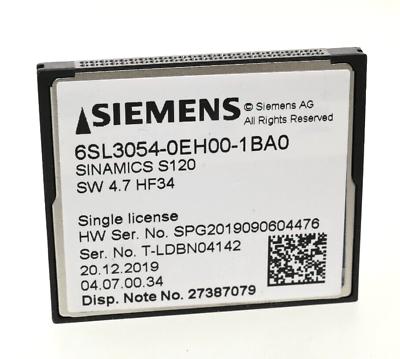 SIEMENS
© Siemens AG
All Rights Reserved
6SL3054-0EH00-1BA0
SINAMICS S120
SW 4.7 HF34
Single license
HW Ser. No. SPG2019090604476
Ser. No. T-LDBN04142
20.12.2019
04.07.00.34
Disp. Note No. 27387079